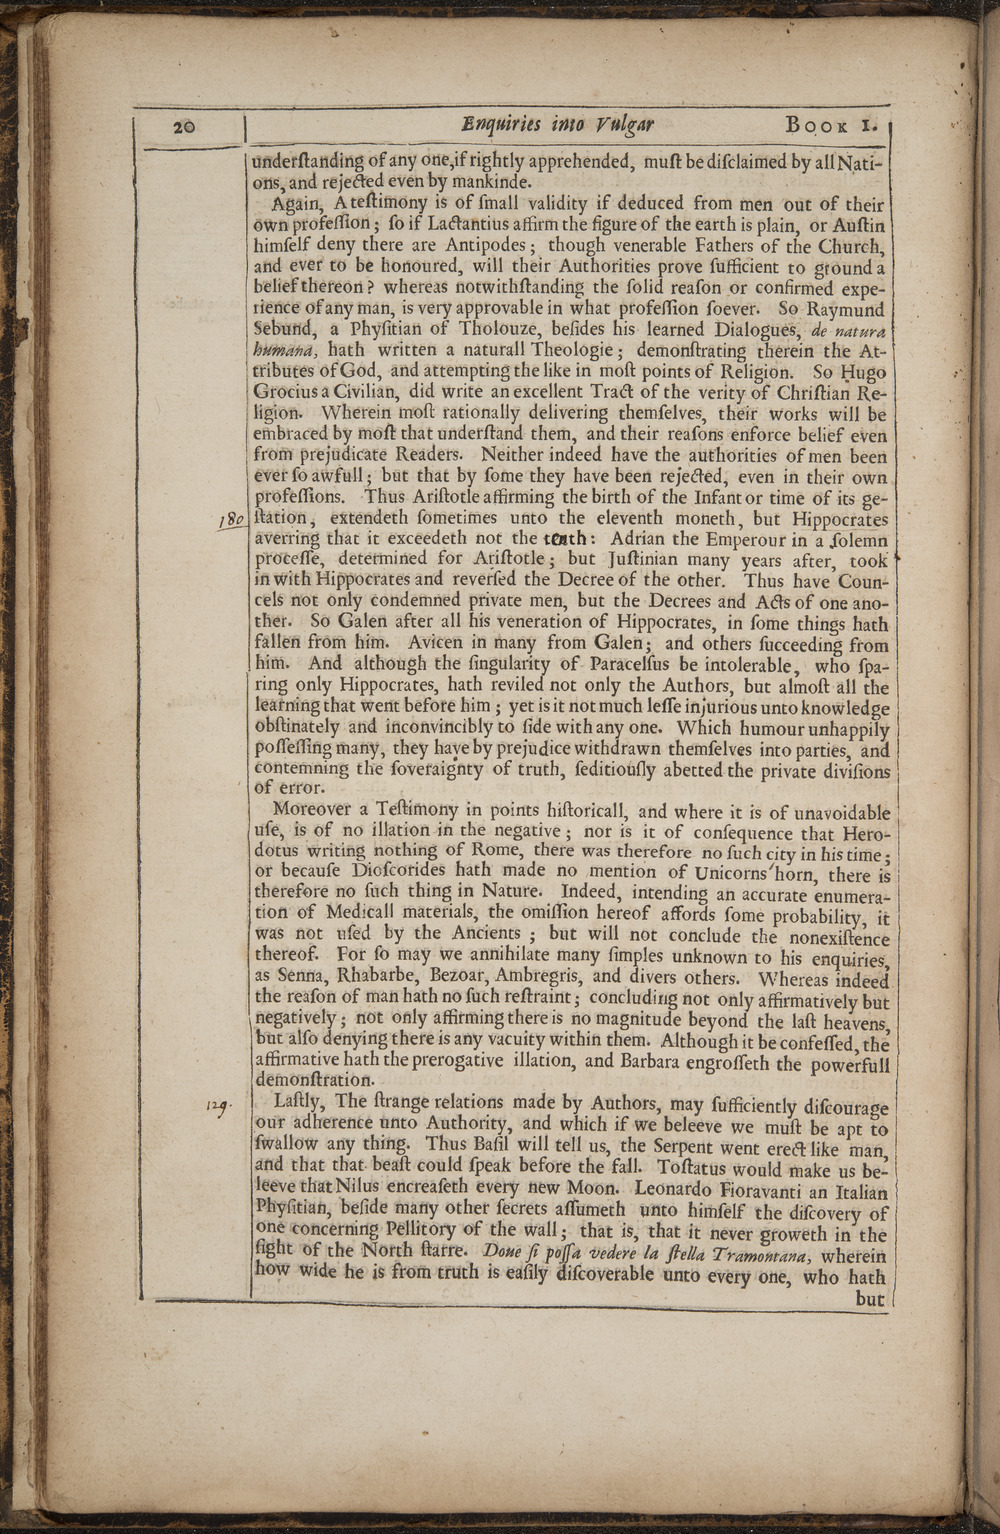 20 Enquiries into Vulgar BOOK 1.
underſtanding of any one,if rightly apprehended, muſt be diſclaimed by all Nati-
ons, and rejected even by mankinde.
Again, A teſtimony is of ſmall validity if deduced from men out of their
own profeſſion; ſo if Lactantius affirm the figure of the earth is plain, or Auſtin
himſelf deny there are Antipodes; though venerable Fathers of the Church,
and ever to be honoured, will their Authorities prove ſufficient to ground a
belief thereon? whereas notwithſtanding the ſolid reaſon or confirmed expe-
rience of any man, is very approvable in what profeſſion ſoever. So Raymund
Sebund, a Phyſitian of Tholouze, beſides his learned Dialogues, de natura
humana, hath written a naturall Theologie; demonſtrating therein the At-
tributes of God, and attempting the like in moſt points of Religion. So Hugo
Grocius a Civilian, did write an excellent Tract of the verity of Chriſtian Re-
ligion. Wherein moſt rationally delivering themſelves, their works will be
embraced by moſt that underſtand them, and their reaſons enforce belief even
from prejudicate Readers. Neither indeed have the authorities of men been
ever ſo awfull; but that by ſome they have been rejected, even in their own
profeſſions. Thus Ariſtotle affirming the birth of the Infant or time of its ge-
180 ſtation, extendeth ſometimes unto the eleventh moneth, but Hippocrates
averring that it exceedeth not the tenth: Adrian the Emperour in a ſolemn
proceſſe, determined for Ariſtotle; but Juſtinian many years after, took
in with Hippocrates and reverſed the Decree of the other. Thus have Coun-
cels not only condemned private men, but the Decrees and Acts of one ano-
ther. So Galen after all his veneration of Hippocrates, in ſome things hath
fallen from him. Avicen in many from Galen; and others ſucceeding from
him. And although the ſingularity of Paracelſus be intolerable, who ſpa-
ring only Hippocrates, hath reviled not only the Authors, but almoſt all the
learning that went before him; yet is it not much leſſe injurious unto knowledge
obſtinately and inconvincibly to ſide with any one. Which humour unhappily
poſſeſſing many, they have by prejudice withdrawn themſelves into parties, and
contemning the ſoveraignty of truth, ſeditiouſly abetted the private diviſions
of error.
Moreover a Teſtimony in points hiſtoricall, and where it is of unavoidable
uſe, is of no illation in the negative; nor is it of conſequence that Hero-
dotus writing nothing of Rome, there was therefore no ſuch city in his time;
or becauſe Dioſcorides hath made no mention of Unicorns horn, there is
therefore no ſuch thing in Nature. Indeed, intending an accurate enumera-
tion of Medicall materials, the omiſſion hereof affords ſome probability, it
was not uſed by the Ancients; but will not conclude the nonexiſtence
thereof. For ſo may we annihilate many ſimples unknown to his enquiries,
as Senna, Rhabarbe, Bezoar, Ambregris, and divers others. Whereas indeed
the reaſon of man hath no ſuch reſtraint; concluding not only affirmatively but
negatively; not only affirming there is no magnitude beyond the laſt heavens,
but alſo denying there is any vacuity within them. Although it be confeſſed, the
affirmative hath the prerogative illation, and Barbara engroſſeth the powerfull
demonſtration.
129. Laſtly, The ſtrange relations made by Authors, may ſufficiently diſcourage
our adherence unto Authority, and which if we beleeve we muſt be apt to
ſwallow any thing. Thus Baſil will tell us, the Serpent went erect like man,
and that that beaſt could ſpeak before the fall. Toſtatus would make us be-
leeve that Nilus encreaſeth every new Moon. Leonardo Fioravanti an Italian
Phyſitian, beſide many other ſecrets aſſumeth unto himſelf the diſcovery of
one concerning Pellitory of the wall; that is, that it never groweth in the
ſight of the North ſtarre. Doue ſi poſſa vedere la ſtella Tramontana, wherein
how wide he is from truth is eaſily diſcoverable unto every one, who hath
but